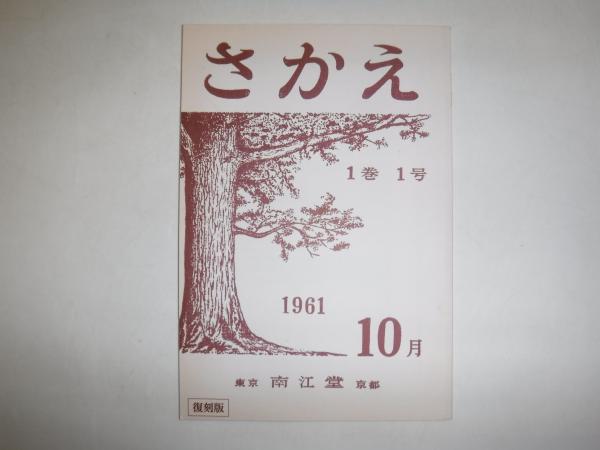 さかえ
1巻 1号
1961
10月
東京 南江堂 京都
復刻版